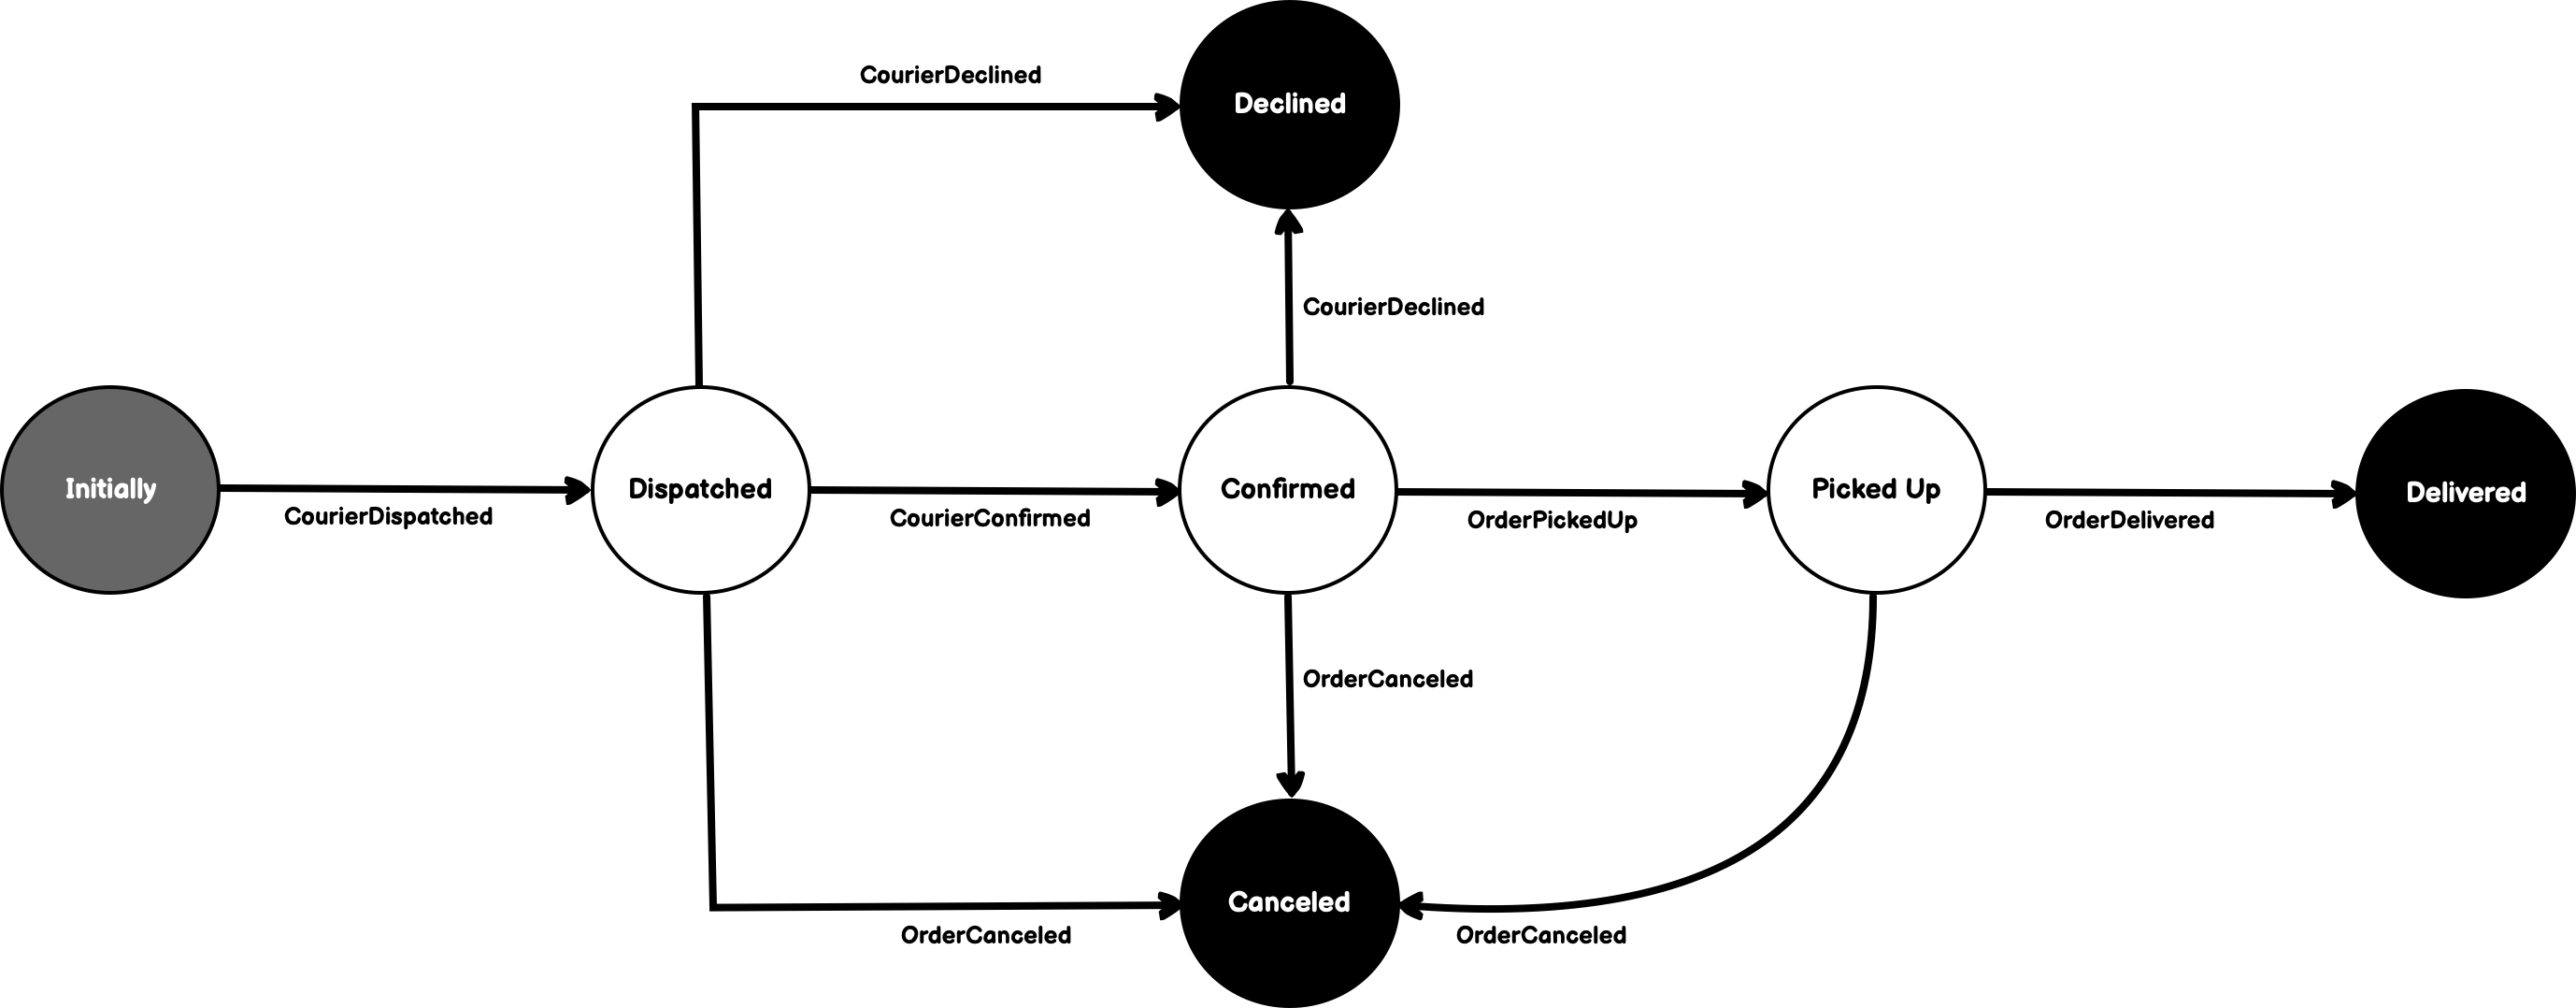 CourierDeclined
Declined
CourierDeclined
Initially
CourierDispatched
Dispatched
CourierConfirmed
Confirmed
OrderPickedUp
Picked Up
OrderDelivered
Delivered
OrderCanceled
Canceled
OrderCanceled
OrderCanceled